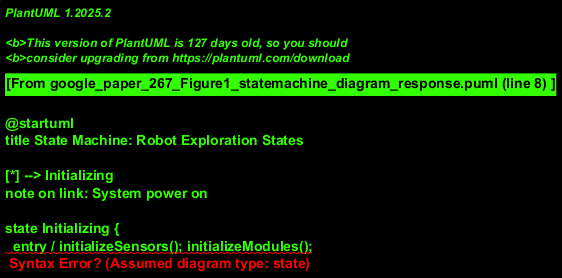 PlantUML 1.2025.2
<b>This version of PlantUML is 127 days old, so you should
<b>consider upgrading from https://plantuml.com/download
[From google_paper_267_Figure1_statemachine_diagram_response.puml (line 8) ]
@startuml
title State Machine: Robot Exploration States
[*] --> Initializing
note on link: System power on
state Initializing {
entry / initializeSensors(); initializeModules();
Syntax Error? (Assumed diagram type: state)